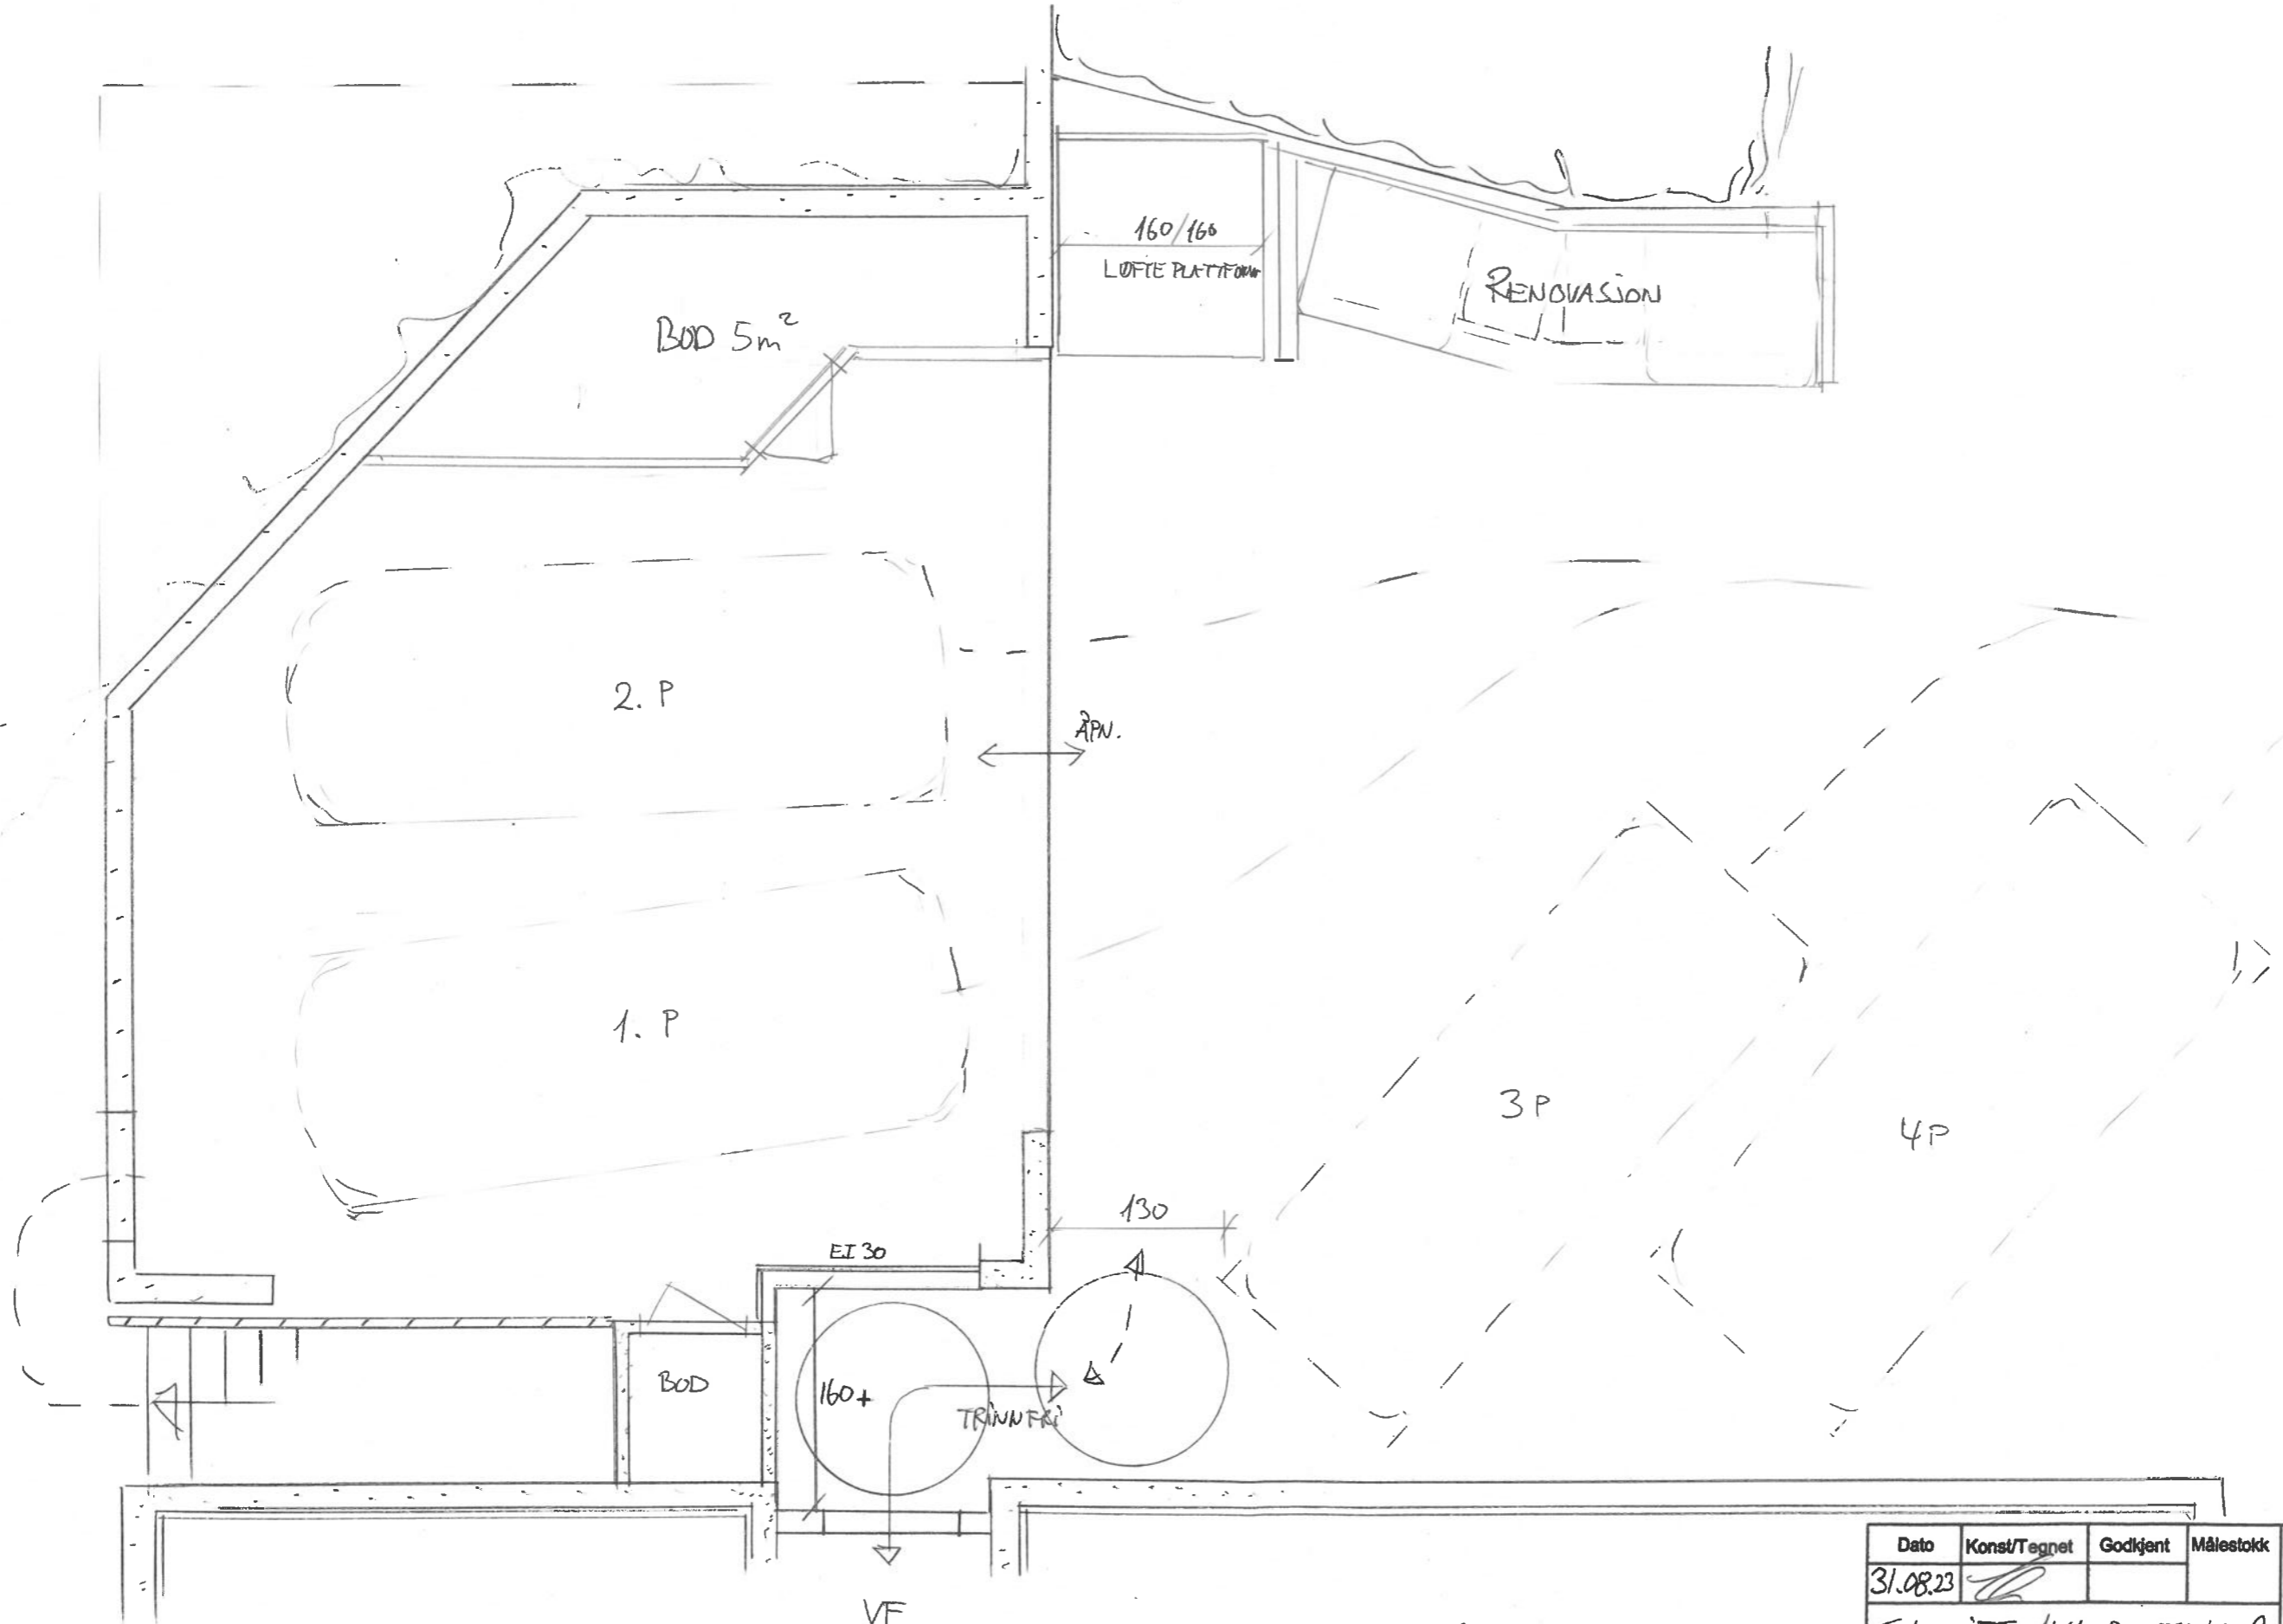 160/160
LØFTE PLATTFORM
RENOVASJON
BOD 5m²
2. P
ÅPN.
1. P
3P
4P
130
EI 30
BOD
160+
TRINNFRI
VF
Dato Konst/Tegnet Godkjent Målestokk
31.08.23